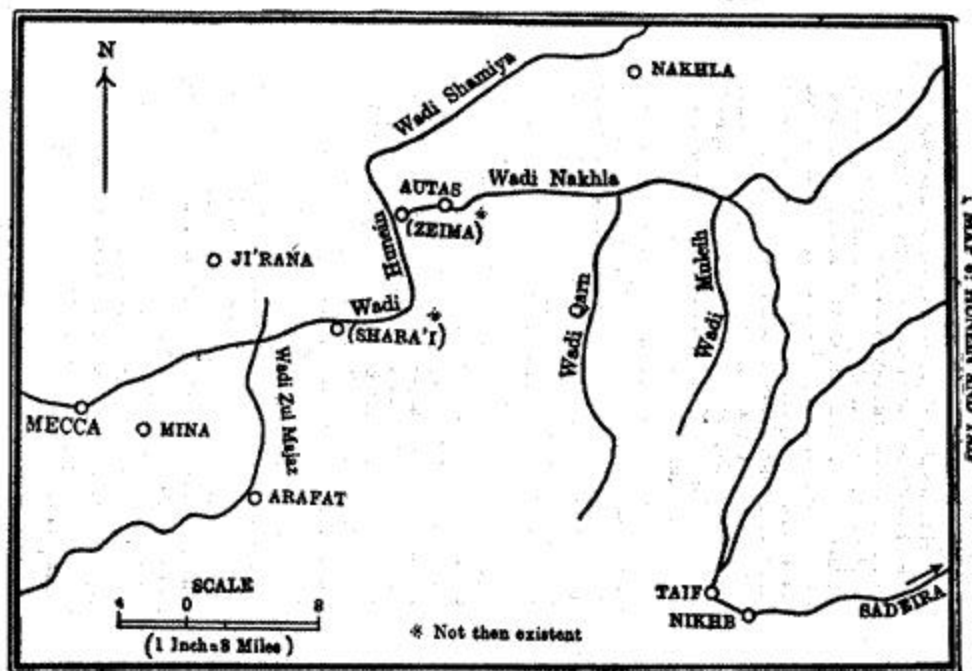 N
Wadi Shamiya
NAKHLA
AUTAS
Wadi Nakhla
(ZEIMA)*
Hunain
JI'RANA
Wadi
(SHARA'I)*
Wadi Qarn
Wadi Muleih
Wadi Zul Majaz
MECCA
MINA
ARAFAT
SCALE
4 0 8
(1 Inch=8 Miles)
* Not then existent
TAIF
NIKHB
SADEIRA